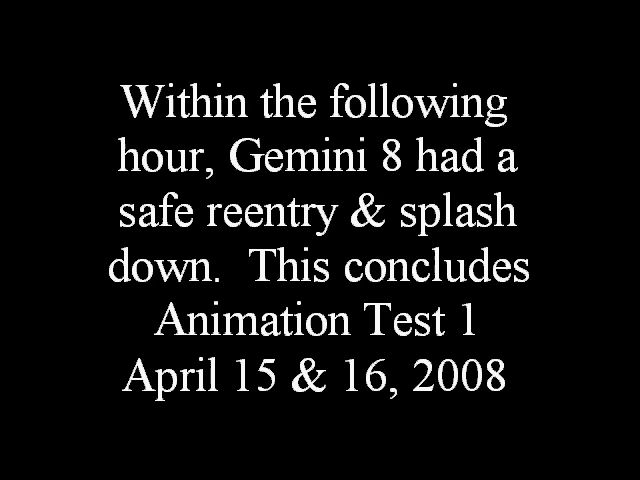 Within the following
hour, Gemini 8 had a
safe reentry & splash
down.  This concludes
Animation Test 1
April 15 & 16, 2008